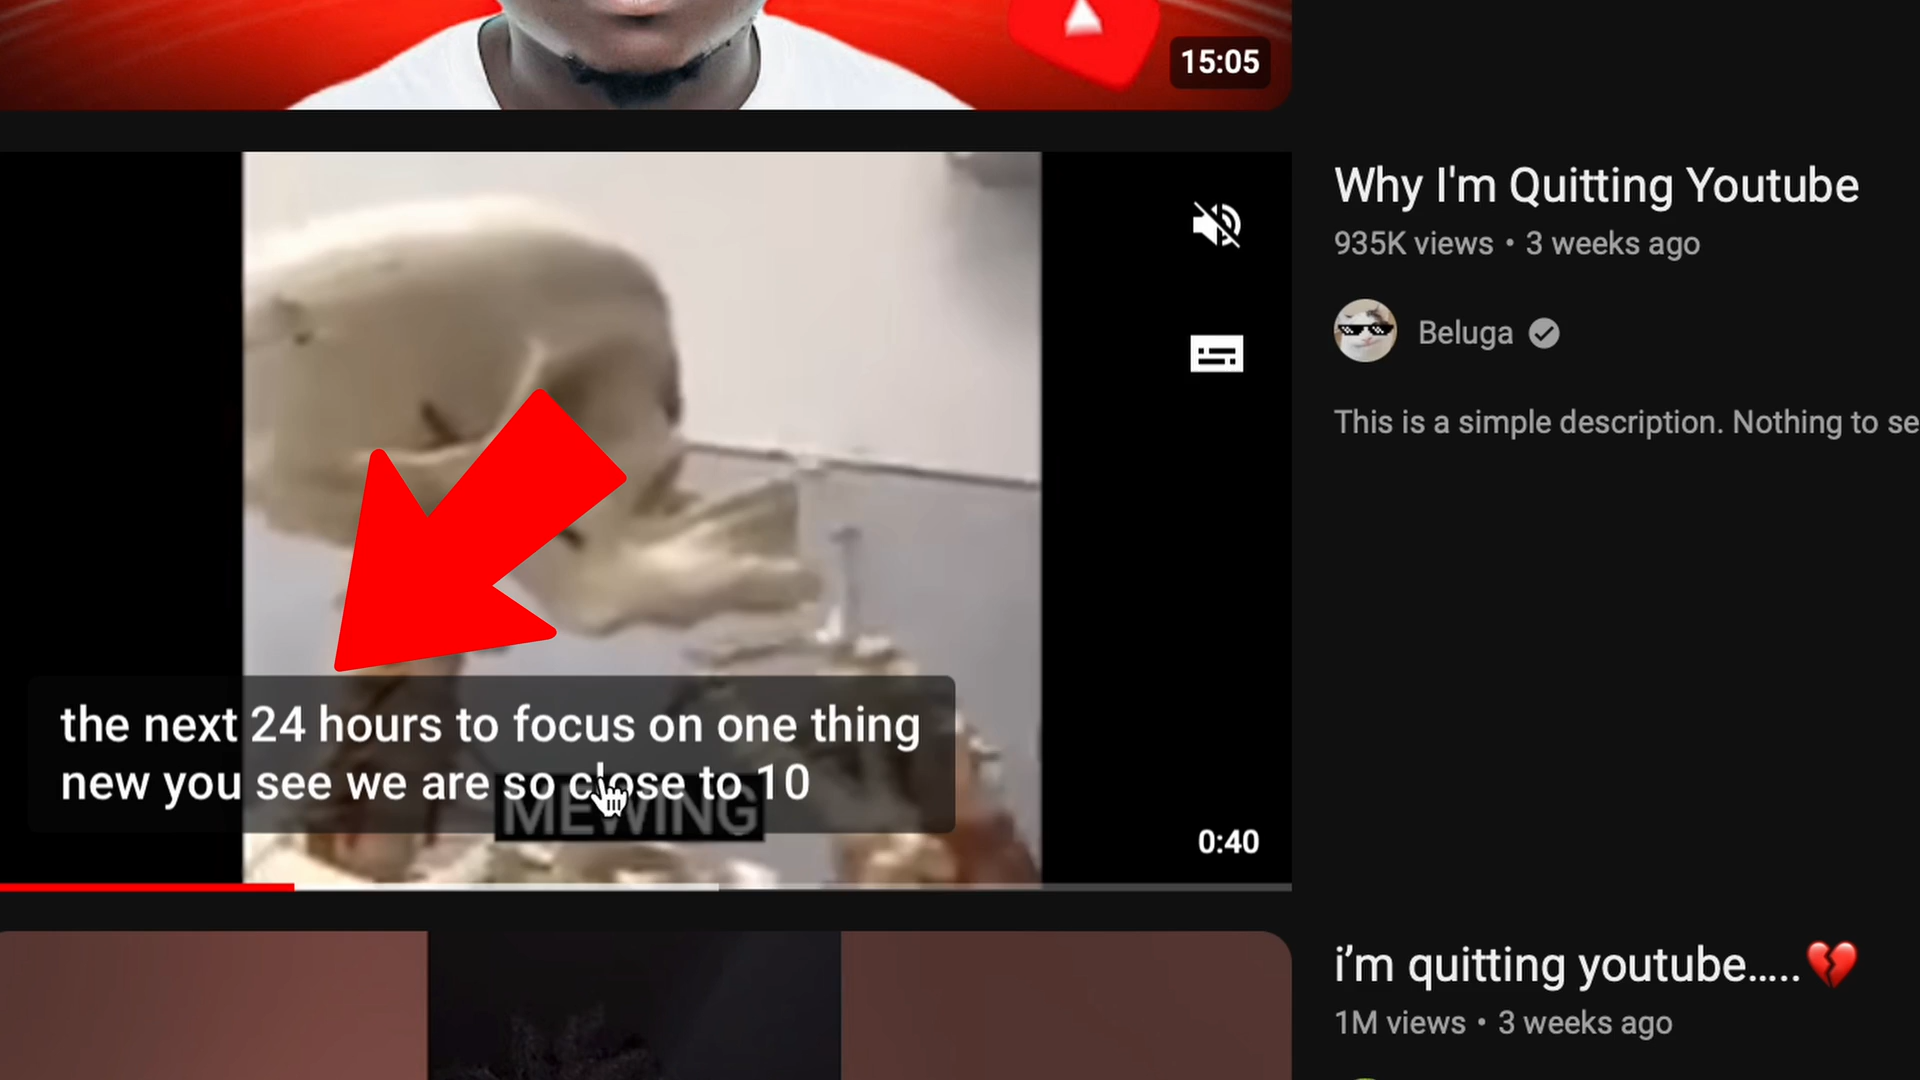 15:05
Why I'm Quitting Youtube
935K views • 3 weeks ago
Beluga
This is a simple description. Nothing to se
the next 24 hours to focus on one thing
new you see we are so close to 10
MEWING
0:40
i’m quitting youtube.....💔
1M views • 3 weeks ago